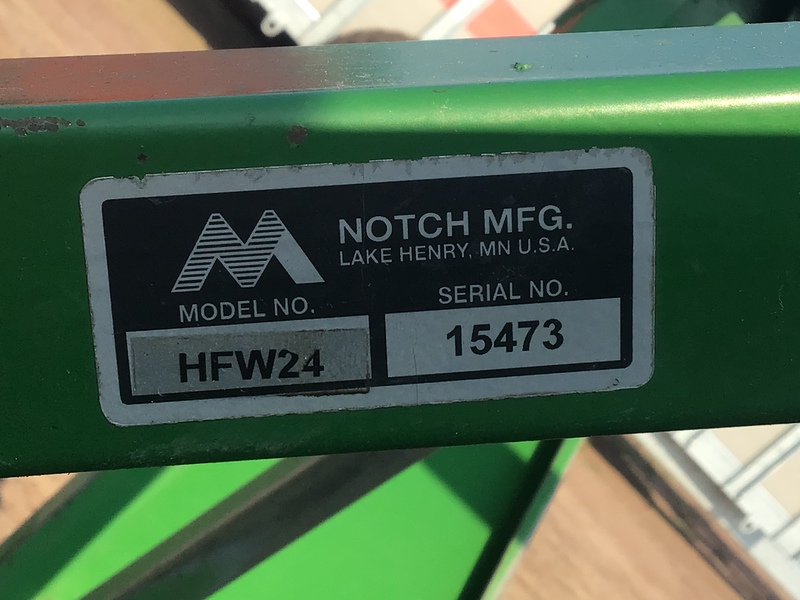 NOTCH MFG.
LAKE HENRY, MN U.S.A.
MODEL NO.
SERIAL NO.
HFW24
15473